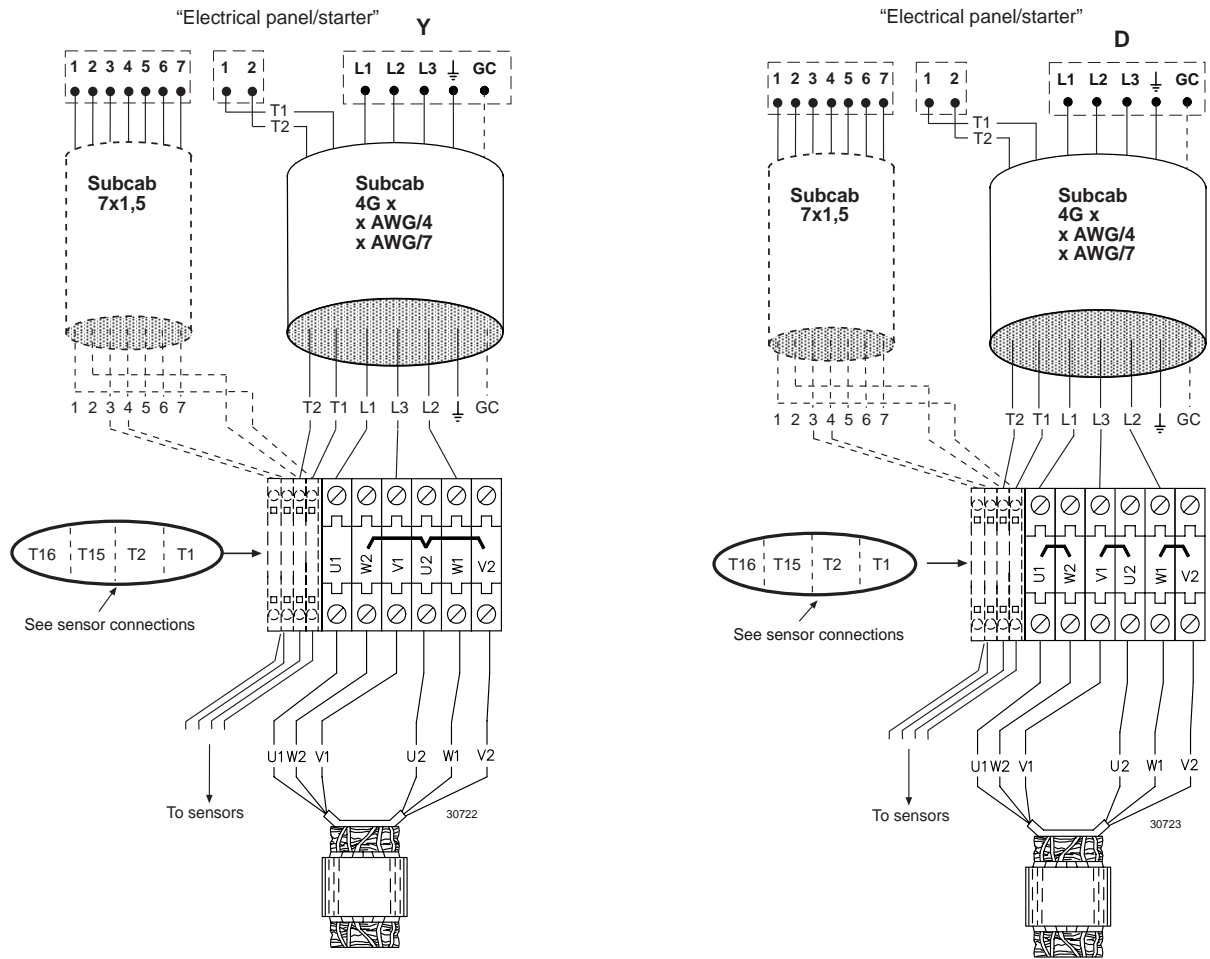 "Electrical panel/starter"
Y
1 2 3 4 5 6 7
1 2
L1 L2 L3 ⏚ GC
T1
T2
Subcab
7x1,5
Subcab
4G x
x AWG/4
x AWG/7
1 2 3 4 5 6 7
T2 T1 L1 L3 L2 ⏚ GC
T16 T15 T2 T1
U1 W2 V1 U2 W1 V2
See sensor connections
U1 W2 V1 U2 W1 V2
To sensors
30722
"Electrical panel/starter"
D
1 2 3 4 5 6 7
1 2
L1 L2 L3 ⏚ GC
T1
T2
Subcab
7x1,5
Subcab
4G x
x AWG/4
x AWG/7
1 2 3 4 5 6 7
T2 T1 L1 L3 L2 ⏚ GC
T16 T15 T2 T1
U1 W2 V1 U2 W1 V2
See sensor connections
U1 W2 V1 U2 W1 V2
To sensors
30723